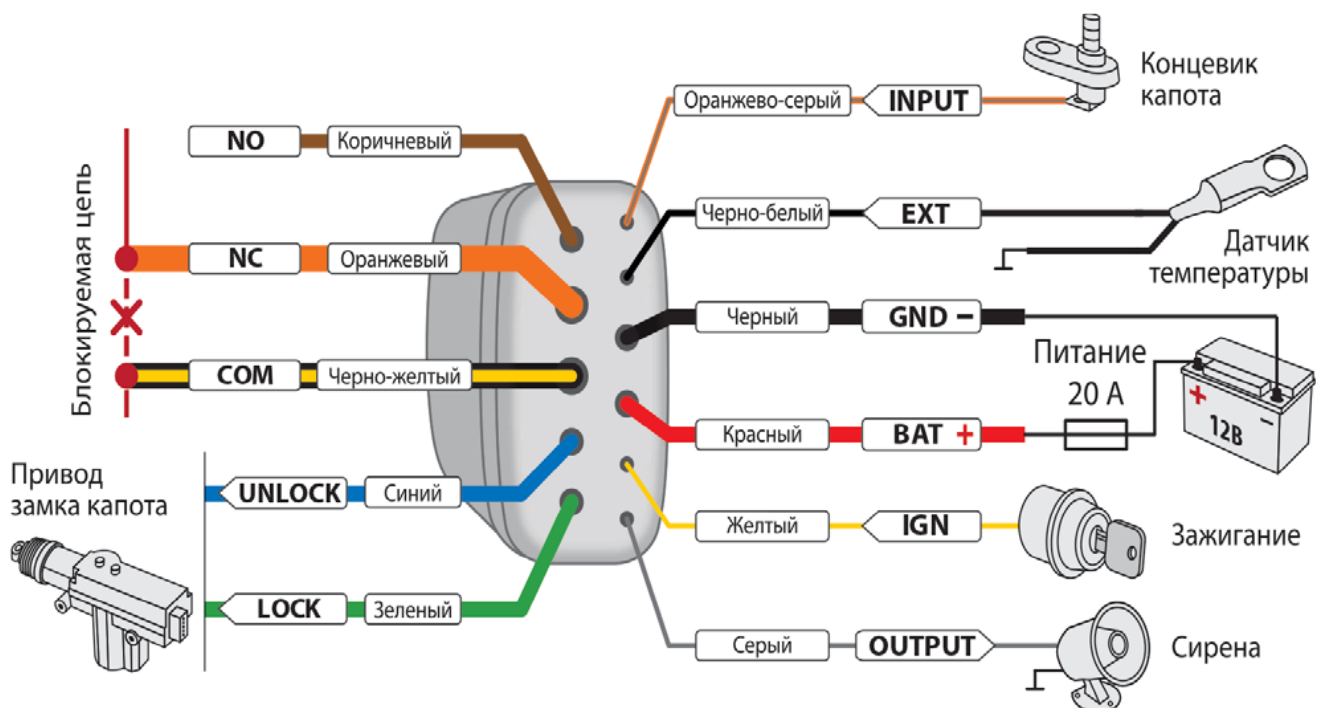 Оранжево-серый
INPUT
Концевик
капота
NO
Коричневый
Черно-белый
EXT
Датчик
температуры
Блокируемая цепь
NC
Оранжевый
Черный
GND –
Питание
20 А
COM
Черно-желтый
Красный
BAT +
+ –
12В
Привод
замка капота
UNLOCK
Синий
Желтый
IGN
Зажигание
LOCK
Зеленый
Серый
OUTPUT
Сирена